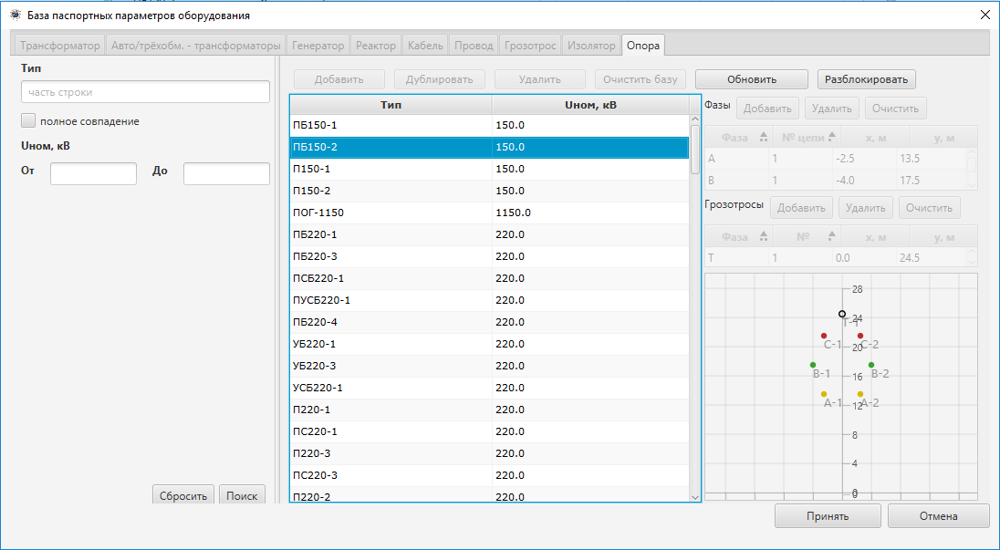 База паспортных параметров оборудования
Трансформатор Авто/трёхобм. - трансформаторы Генератор Реактор Кабель Провод Грозотрос Изолятор Опора
Тип
часть строки
полное совпадение
Uном, кВ
От До
Сбросить Поиск
Добавить Дублировать Удалить Очистить базу Обновить Разблокировать
Тип Uном, кВ
ПБ150-1 150.0
ПБ150-2 150.0
П150-1 150.0
П150-2 150.0
ПОГ-1150 1150.0
ПБ220-1 220.0
ПБ220-3 220.0
ПСБ220-1 220.0
ПУСБ220-1 220.0
ПБ220-4 220.0
УБ220-1 220.0
УБ220-3 220.0
УСБ220-1 220.0
П220-1 220.0
ПС220-1 220.0
П220-3 220.0
ПС220-3 220.0
П220-2 220.0
Фазы Добавить Удалить Очистить
Фаза № цепи x, м y, м
A 1 -2.5 13.5
B 1 -4.0 17.5
Грозотросы Добавить Удалить Очистить
Фаза № x, м y, м
T 1 0.0 24.5
28
T-1 24
C-1 20 C-2
B-1 16 B-2
A-1 12 A-2
8
4
0
Принять Отмена